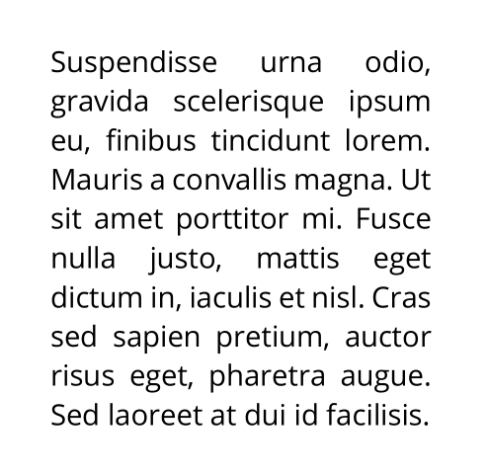 Suspendisse urna odio,
gravida scelerisque ipsum
eu, finibus tincidunt lorem.
Mauris a convallis magna. Ut
sit amet porttitor mi. Fusce
nulla justo, mattis eget
dictum in, iaculis et nisl. Cras
sed sapien pretium, auctor
risus eget, pharetra augue.
Sed laoreet at dui id facilisis.